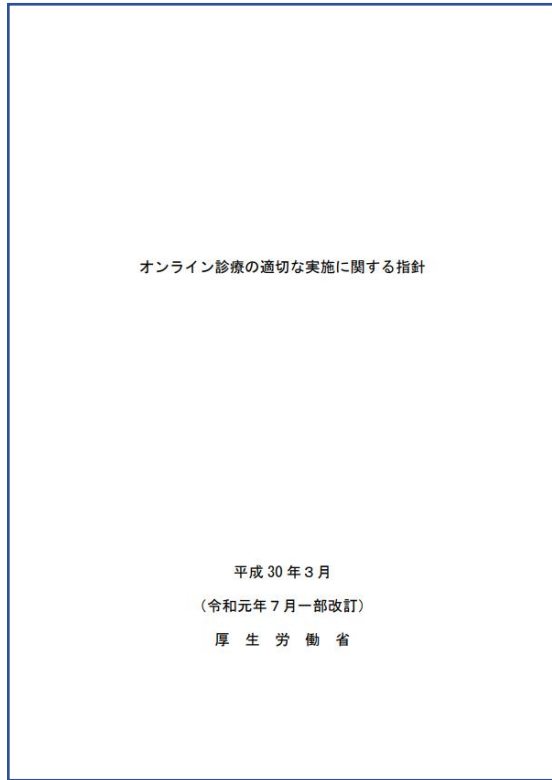 オンライン診療の適切な実施に関する指針
平成 30 年３月
（令和元年７月一部改訂）
厚 生 労 働 省